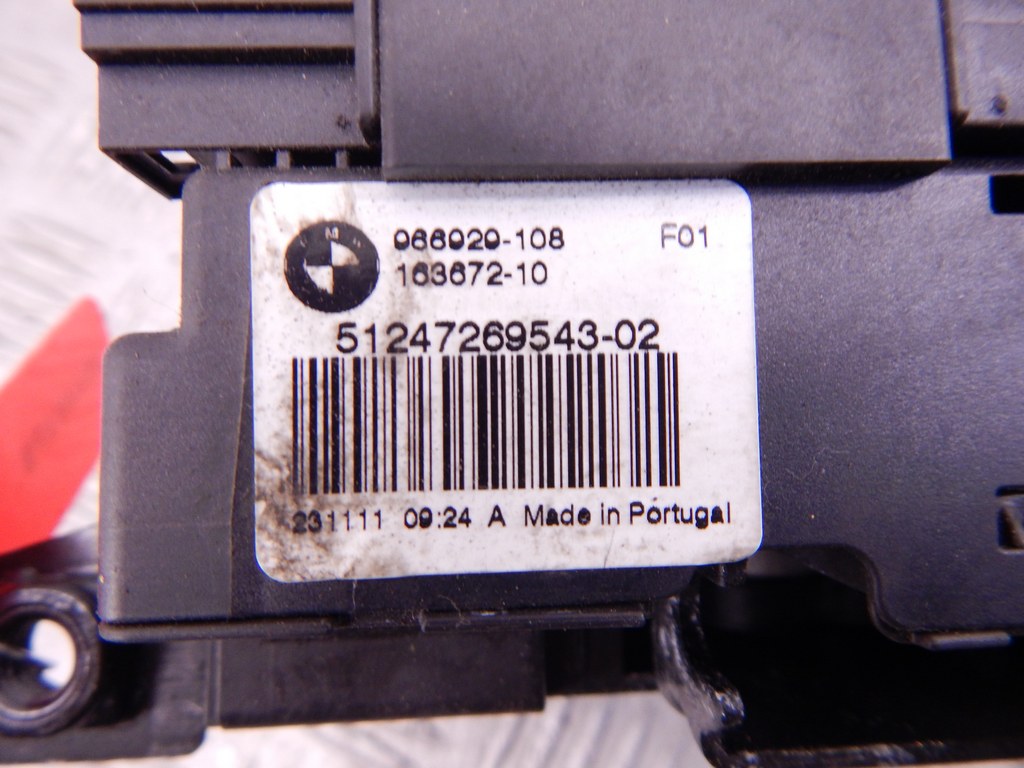 966929-108 F01
163672-10
51247269543-02
231111 09:24 A Made in Portugal